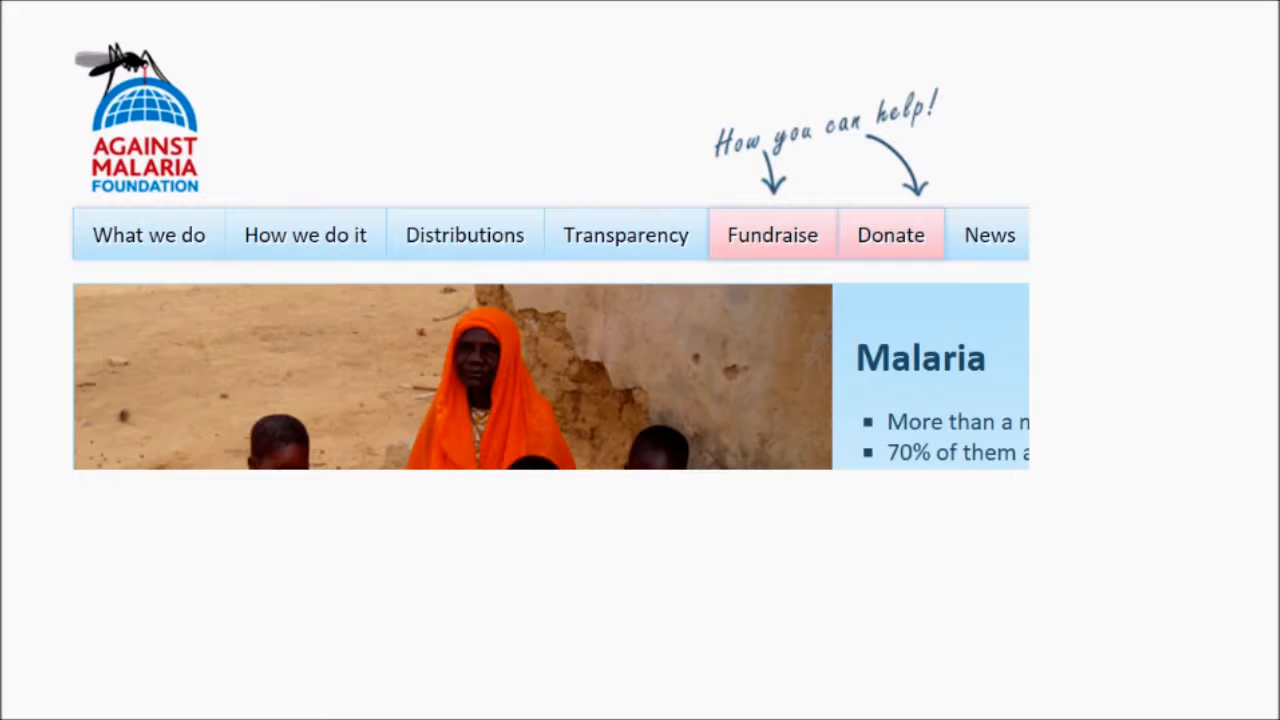 AGAINST
MALARIA
FOUNDATION
How you can help!
What we do How we do it Distributions Transparency Fundraise Donate News
Malaria
▪ More than a
▪ 70% of them